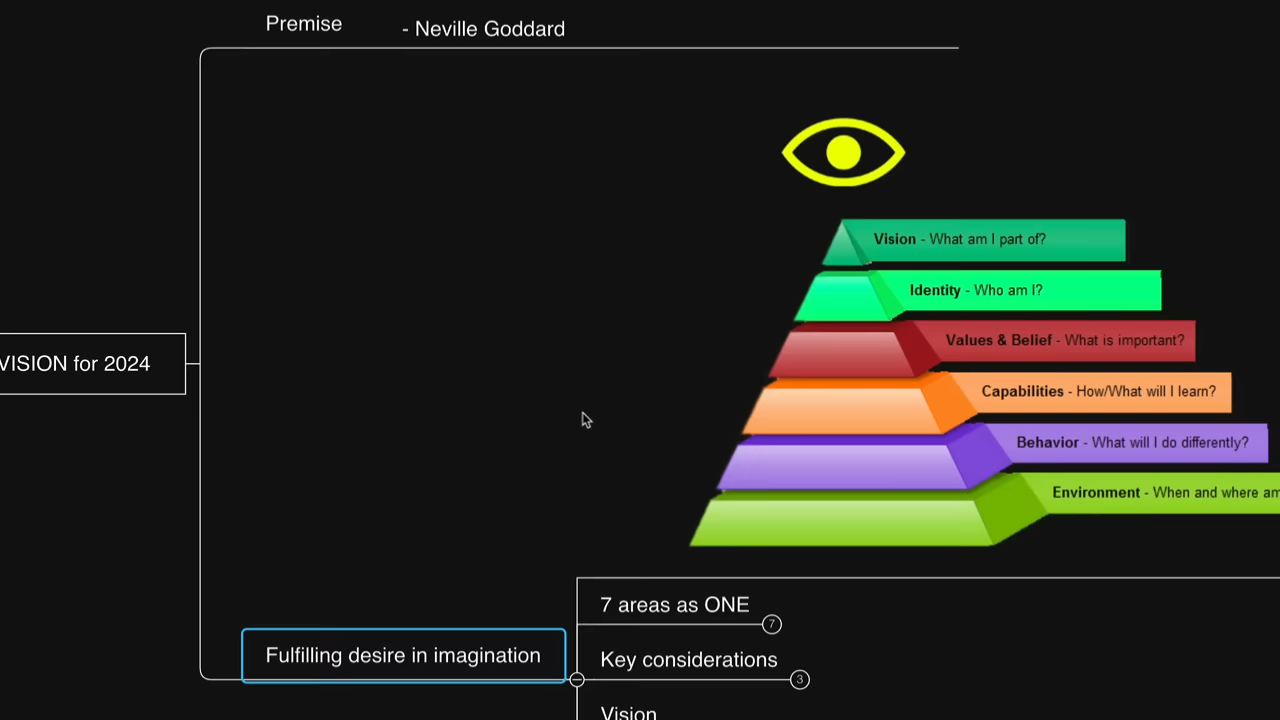 Premise
- Neville Goddard
Vision - What am I part of?
Identity - Who am I?
Values & Belief - What is important?
VISION for 2024
Capabilities - How/What will I learn?
Behavior - What will I do differently?
Environment - When and where am
7 areas as ONE
7
Fulfilling desire in imagination
Key considerations
3
Vision